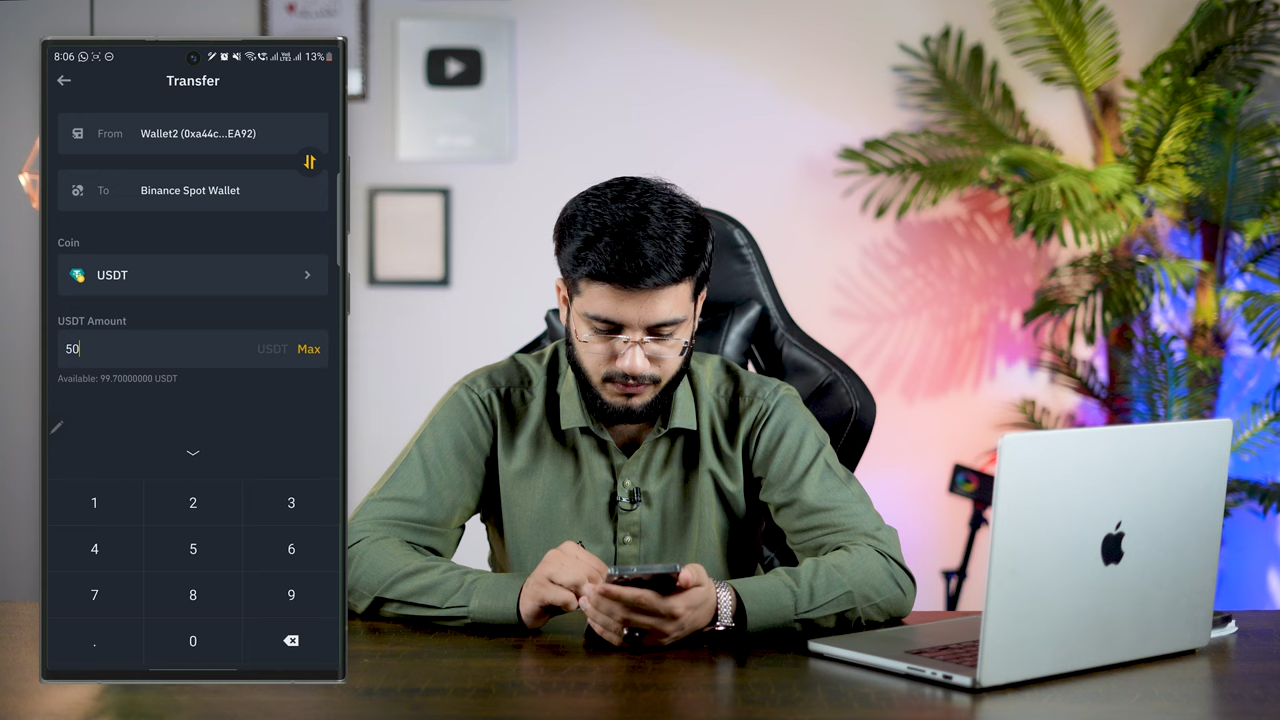 8:06 13%
Transfer
From Wallet2 (0xa44c...EA92)
To Binance Spot Wallet
Coin
USDT
USDT Amount
50 USDT Max
Available: 99.70000000 USDT
1 2 3
4 5 6
7 8 9
. 0